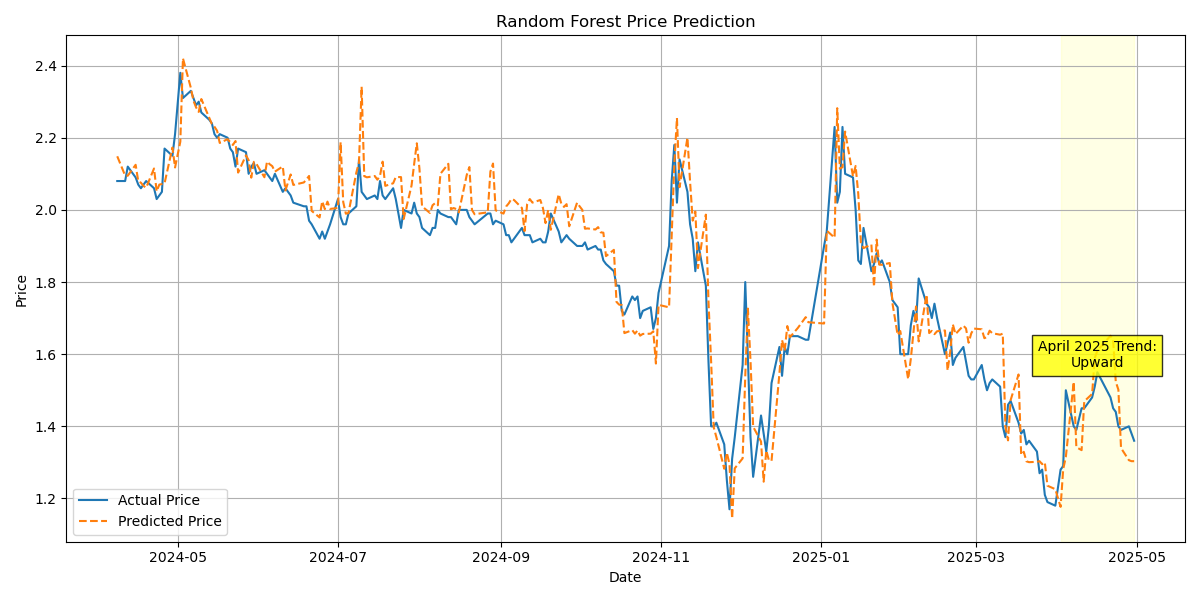 Random Forest Price Prediction
Price
2.4
2.2
2.0
1.8
1.6
1.4
1.2
April 2025 Trend:
Upward
Actual Price
Predicted Price
2024-05
2024-07
2024-09
2024-11
2025-01
2025-03
2025-05
Date